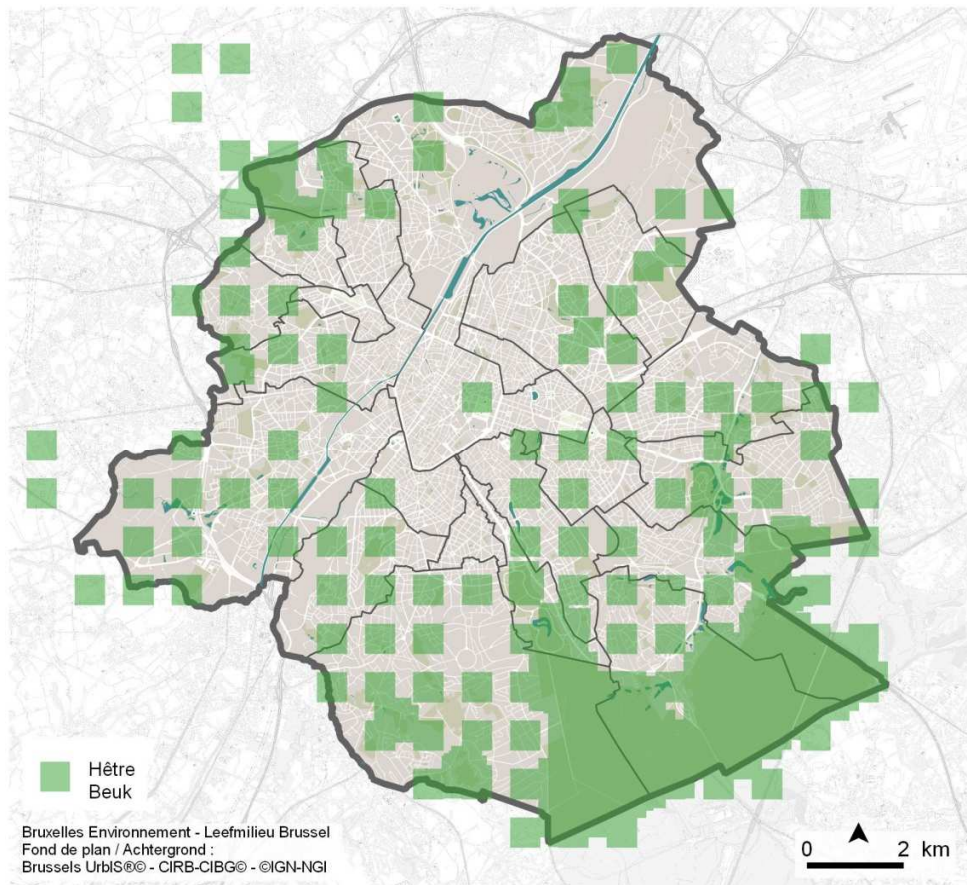 Hêtre
Beuk
Bruxelles Environnement - Leefmilieu Brussel
Fond de plan / Achtergrond :
Brussels UrbIS®© - CIRB-CIBG© - ©IGN-NGI
0 2 km